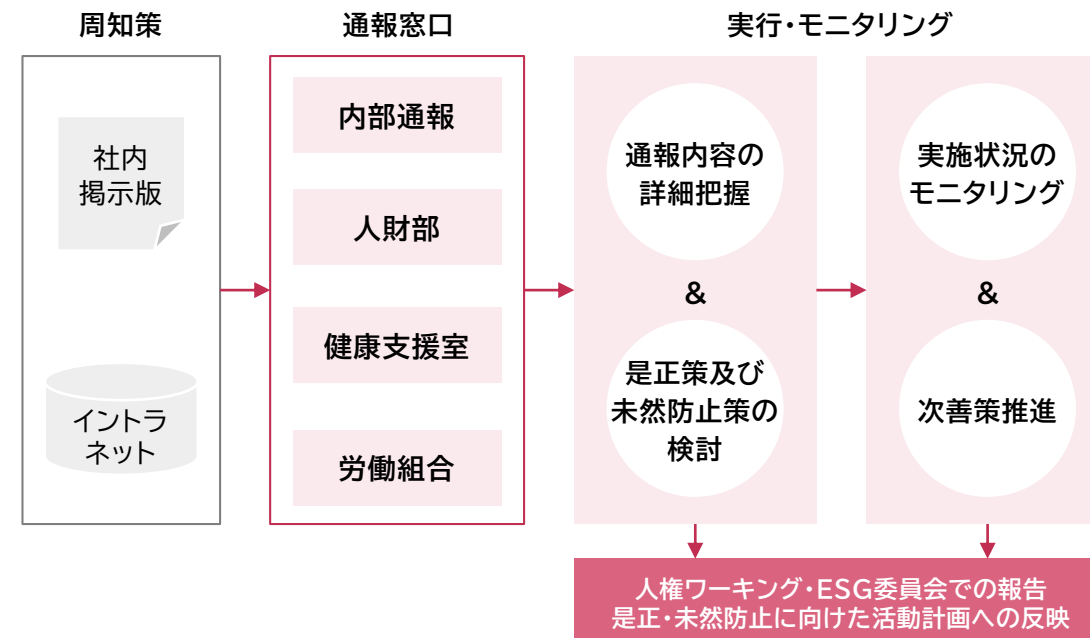 周知策
通報窓口
実行・モニタリング
社内
掲示版
イントラ
ネット
内部通報
人財部
健康支援室
労働組合
通報内容の
詳細把握
&
是正策及び
未然防止策の
検討
実施状況の
モニタリング
&
次善策推進
人権ワーキング・ESG委員会での報告
是正・未然防止に向けた活動計画への反映